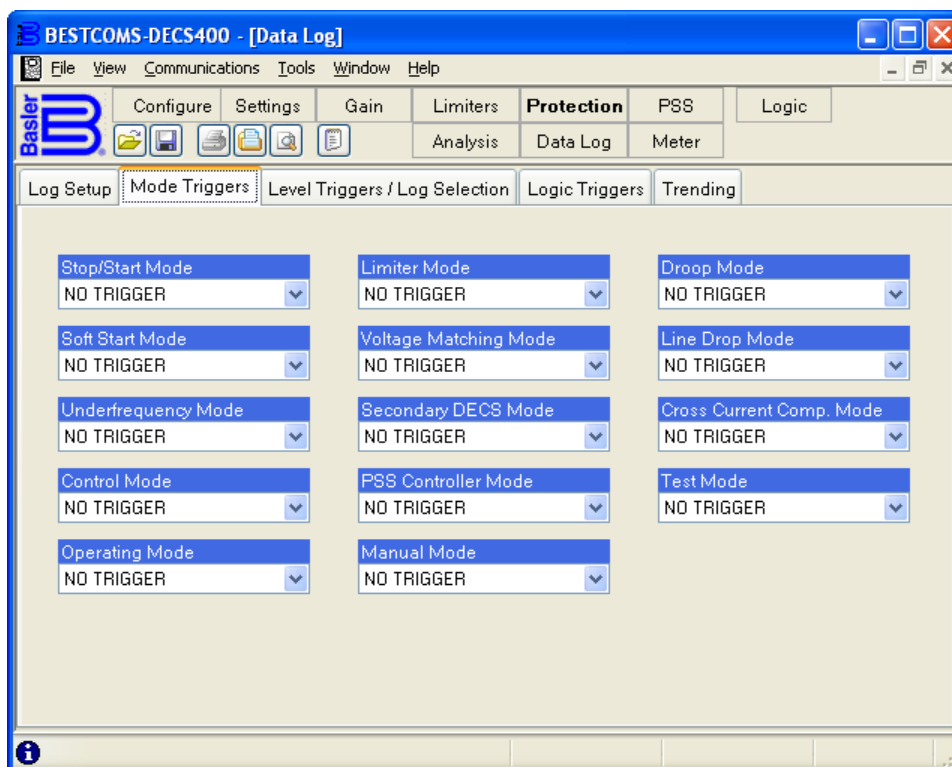 BESTCOMS-DECS400 - [Data Log]
File View Communications Tools Window Help
Basler
Configure Settings Gain Limiters Protection PSS Logic
Analysis Data Log Meter
Log Setup Mode Triggers Level Triggers / Log Selection Logic Triggers Trending
Stop/Start Mode Limiter Mode Droop Mode
NO TRIGGER NO TRIGGER NO TRIGGER
Soft Start Mode Voltage Matching Mode Line Drop Mode
NO TRIGGER NO TRIGGER NO TRIGGER
Underfrequency Mode Secondary DECS Mode Cross Current Comp. Mode
NO TRIGGER NO TRIGGER NO TRIGGER
Control Mode PSS Controller Mode Test Mode
NO TRIGGER NO TRIGGER NO TRIGGER
Operating Mode Manual Mode
NO TRIGGER NO TRIGGER